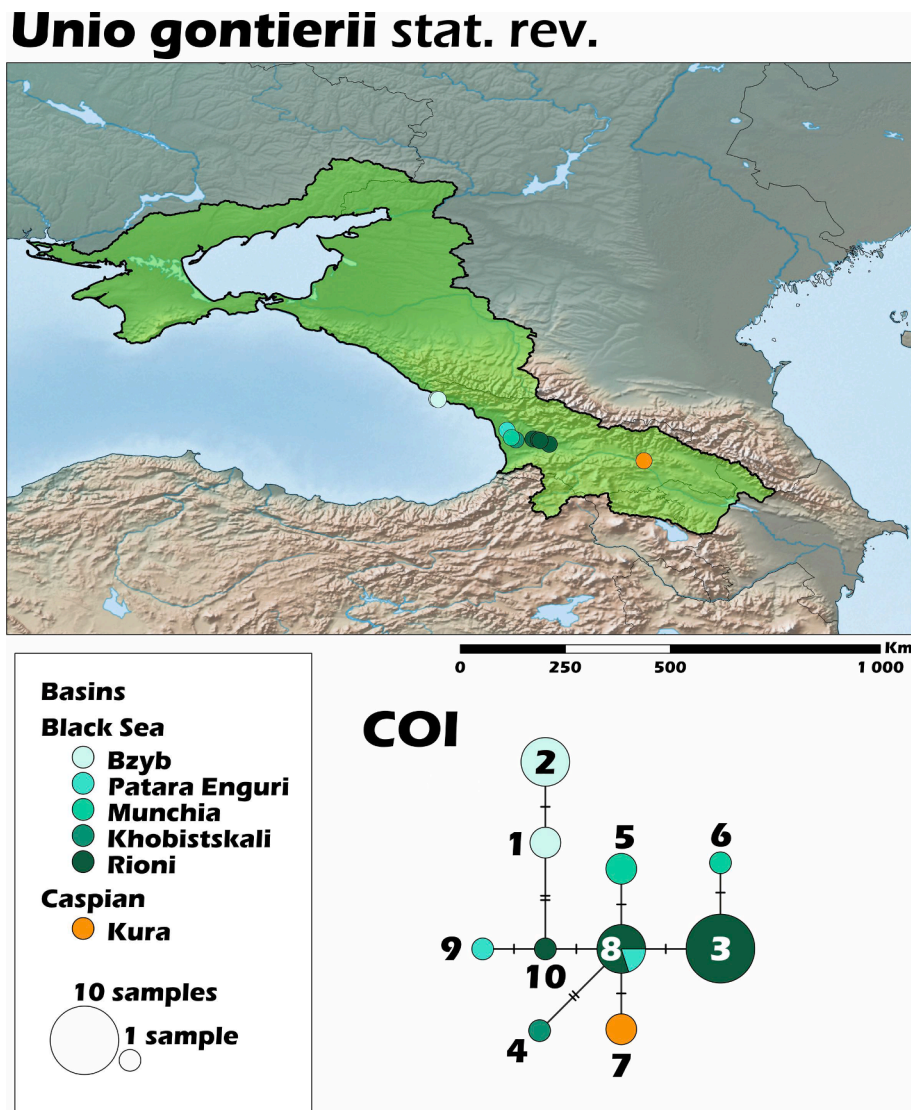 Unio gontierii stat. rev.
Km
0 250 500 1 000
Basins
Black Sea
Bzyb
Patara Enguri
Munchia
Khobistskali
Rioni
Caspian
Kura
10 samples
1 sample
COI
2
1
5
6
9
10
8
3
4
7